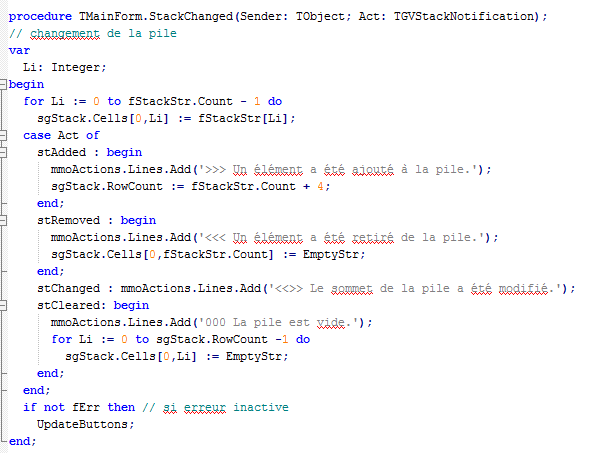 procedure TMainForm.StackChanged(Sender: TObject; Act: TGVStackNotification);
// changement de la pile
var
  Li: Integer;
begin
  for Li := 0 to fStackStr.Count - 1 do
    sgStack.Cells[0,Li] := fStackStr[Li];
  case Act of
    stAdded : begin
      mmoActions.Lines.Add('>>> Un élément a été ajouté à la pile.');
      sgStack.RowCount := fStackStr.Count + 4;
    end;
    stRemoved : begin
      mmoActions.Lines.Add('<<< Un élément a été retiré de la pile.');
      sgStack.Cells[0,fStackStr.Count] := EmptyStr;
    end;
    stChanged : mmoActions.Lines.Add('<<>> Le sommet de la pile a été modifié.');
    stCleared: begin
      mmoActions.Lines.Add('000 La pile est vide.');
      for Li := 0 to sgStack.RowCount -1 do
        sgStack.Cells[0,Li] := EmptyStr;
    end;
  end;
  if not fErr then // si erreur inactive
    UpdateButtons;
end;